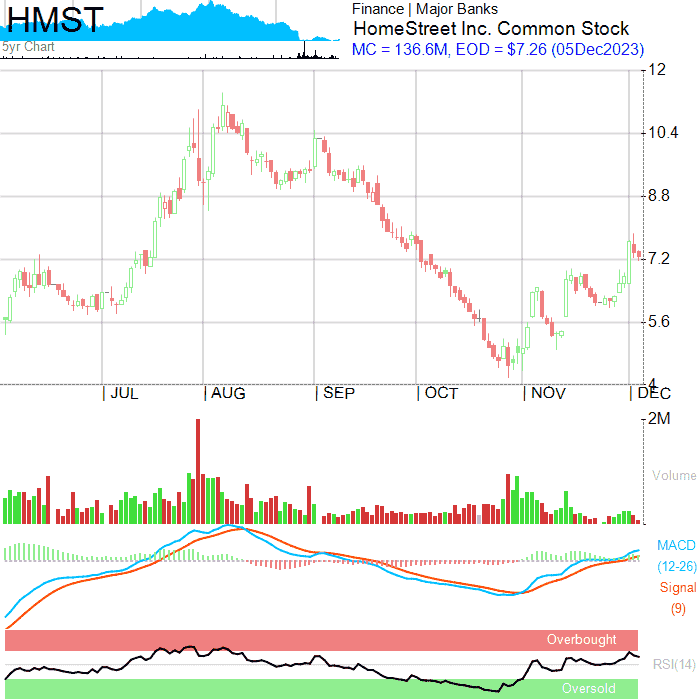 HMST
5yr Chart
Finance | Major Banks
HomeStreet Inc. Common Stock
MC = 136.6M, EOD = $7.26 (05Dec2023)
12
10.4
8.8
7.2
5.6
4
| JUL | AUG | SEP | OCT | NOV | DEC
2M
Volume
MACD
(12-26)
Signal
(9)
Overbought
RSI(14)
Oversold